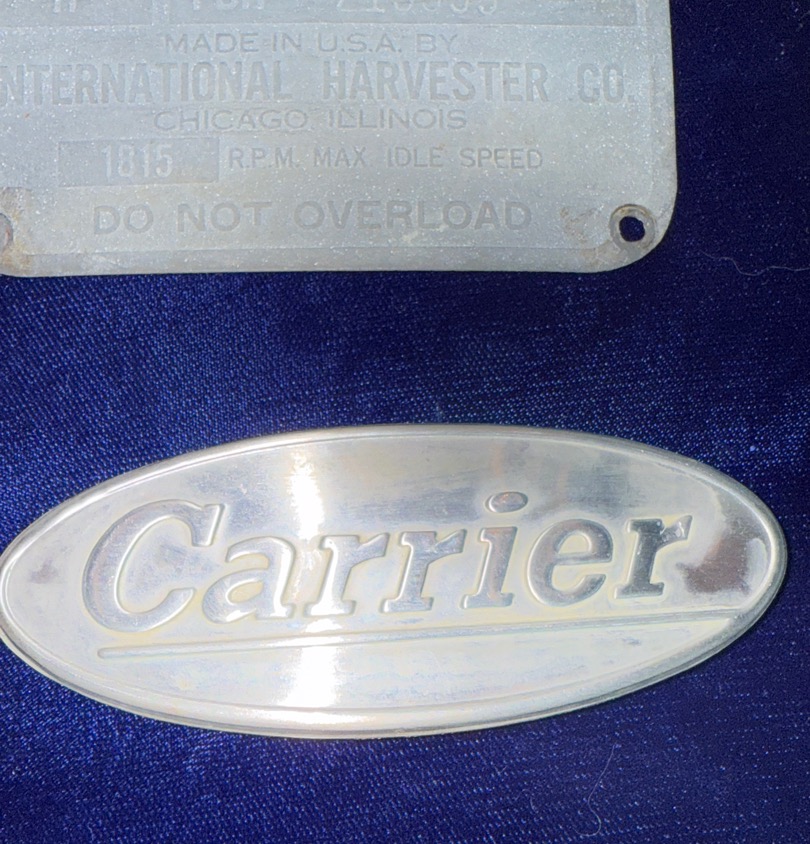 MADE IN U.S.A. BY
INTERNATIONAL HARVESTER CO.
CHICAGO ILLINOIS
1815 R.P.M. MAX IDLE SPEED
DO NOT OVERLOAD
Carrier